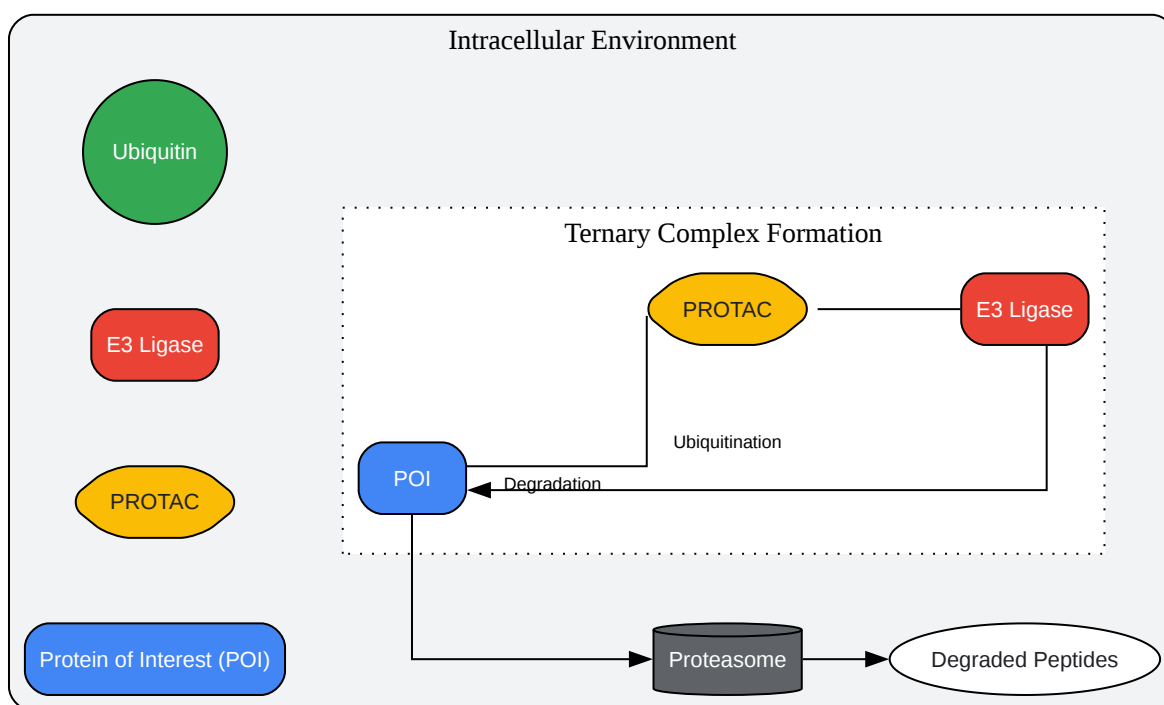 Intracellular Environment
Ubiquitin
Ternary Complex Formation
PROTAC
E3 Ligase
E3 Ligase
Ubiquitination
POI
Degradation
PROTAC
Protein of Interest (POI)
Proteasome
Degraded Peptides